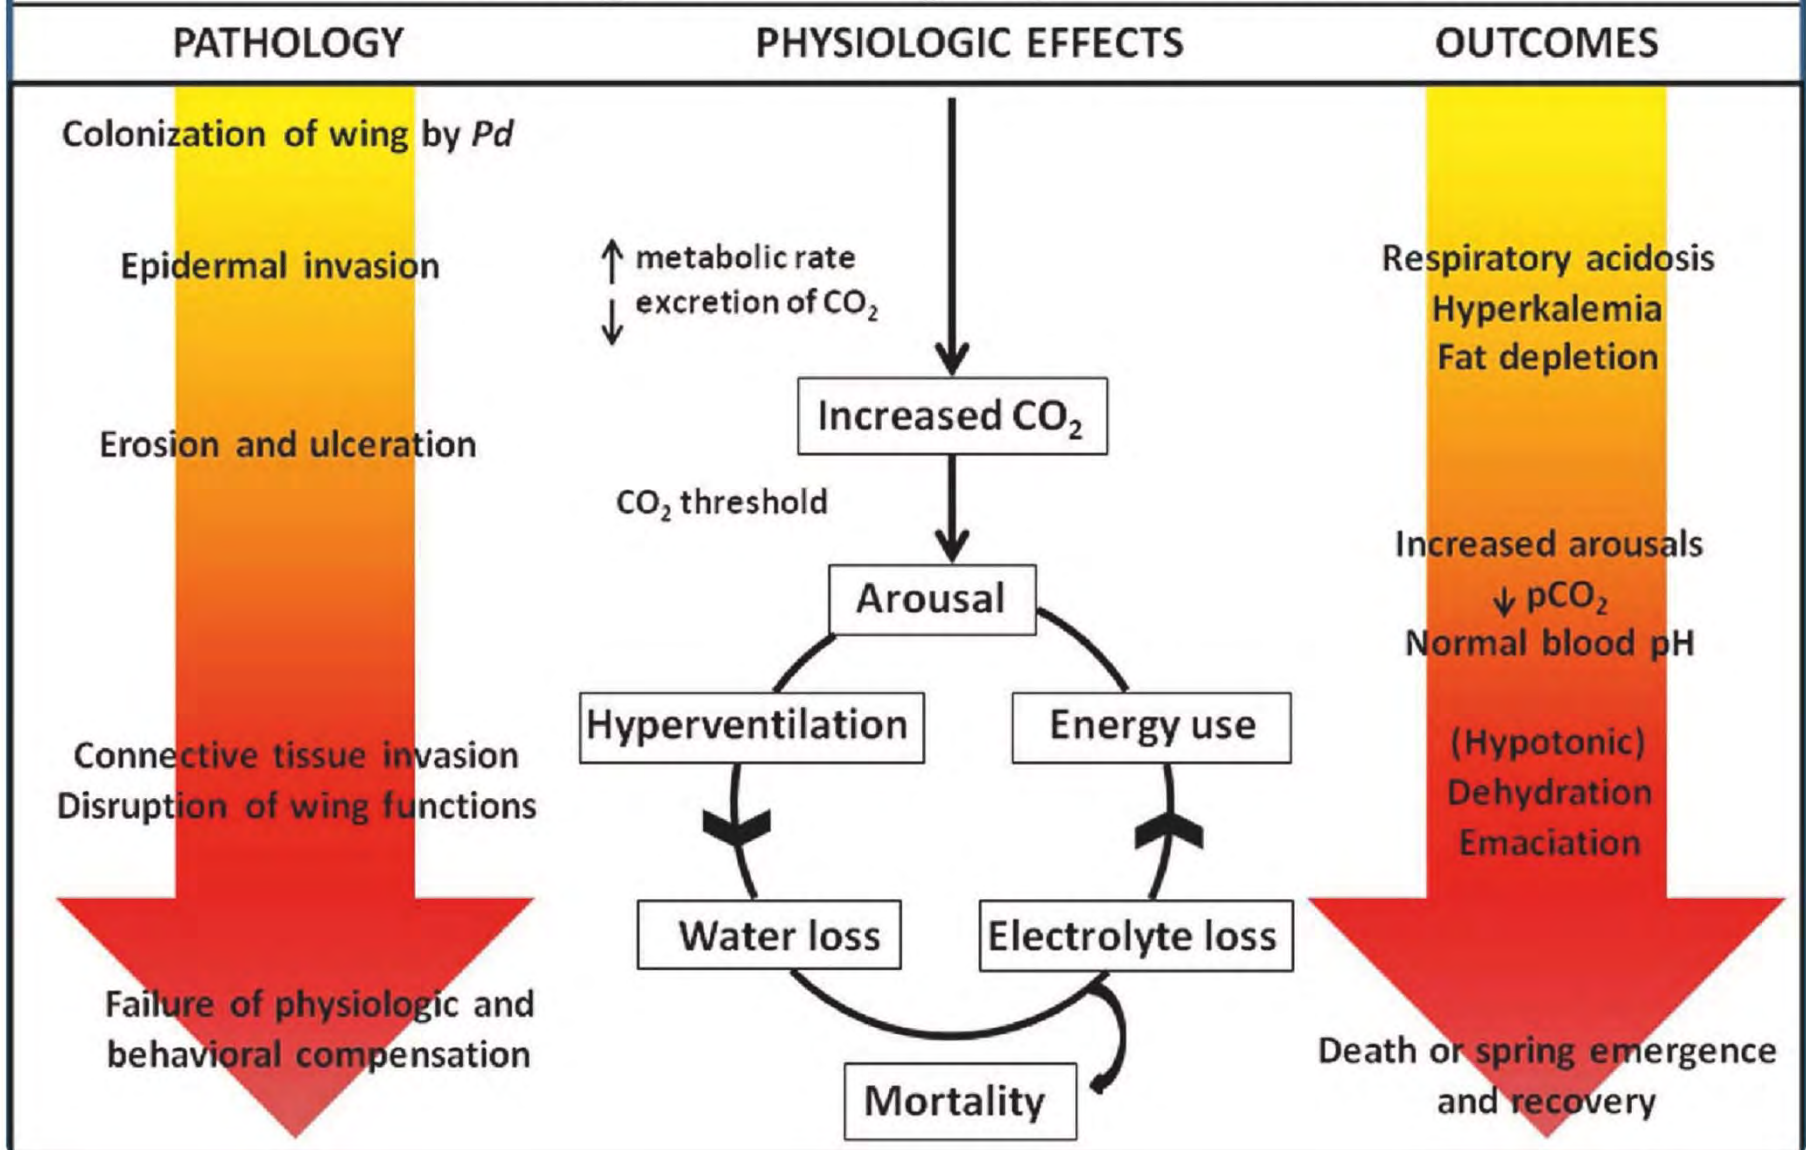 PATHOLOGY
PHYSIOLOGIC EFFECTS
OUTCOMES
Colonization of wing by Pd
Epidermal invasion
Erosion and ulceration
Connective tissue invasion
Disruption of wing functions
Failure of physiologic and
behavioral compensation
↑ metabolic rate
↓ excretion of CO₂
Increased CO₂
CO₂ threshold
Arousal
Hyperventilation
Energy use
Water loss
Electrolyte loss
Mortality
Respiratory acidosis
Hyperkalemia
Fat depletion
Increased arousals
↓ pCO₂
Normal blood pH
(Hypotonic)
Dehydration
Emaciation
Death or spring emergence
and recovery